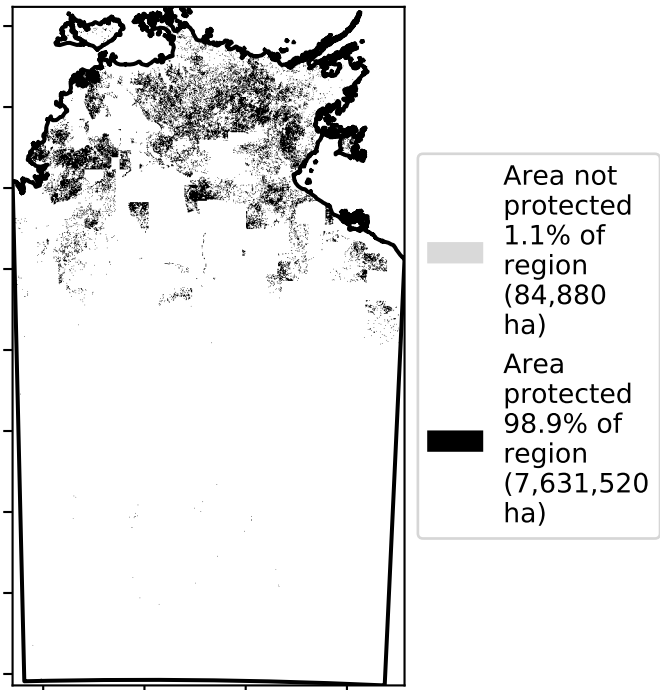 Area not
protected
1.1% of
region
(84,880
ha)
Area
protected
98.9% of
region
(7,631,520
ha)